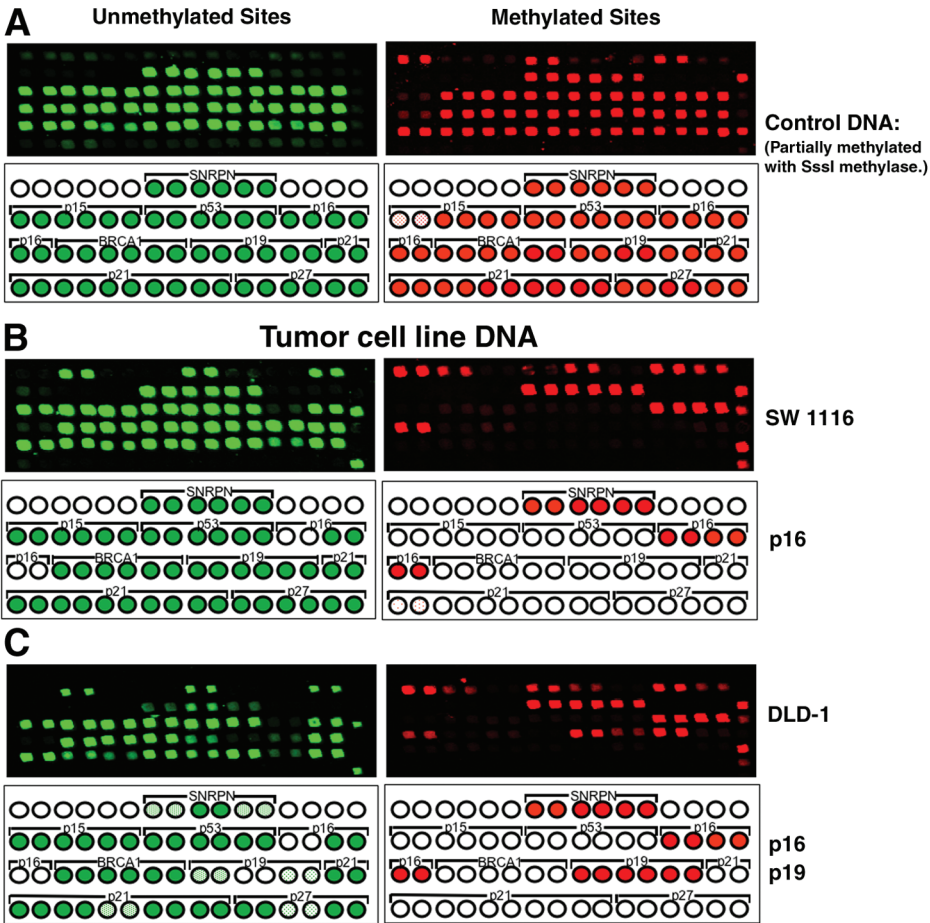 A
Unmethylated Sites
Methylated Sites
Control DNA:
(Partially methylated
with SssI methylase.)
SNRPN
SNRPN
p15 p53 p16
p15 p53 p16
p16 BRCA1 p19 p21
p16 BRCA1 p19 p21
p21 p27
p21 p27
B
Tumor cell line DNA
SW 1116
SNRPN
SNRPN
p15 p53 p16
p15 p53 p16
p16
p16 BRCA1 p19 p21
p16 BRCA1 p19 p21
p21 p27
p21 p27
C
DLD-1
SNRPN
SNRPN
p15 p53 p16
p15 p53 p16
p16
p16 BRCA1 p19 p21
p16 BRCA1 p19 p21
p19
p21 p27
p21 p27